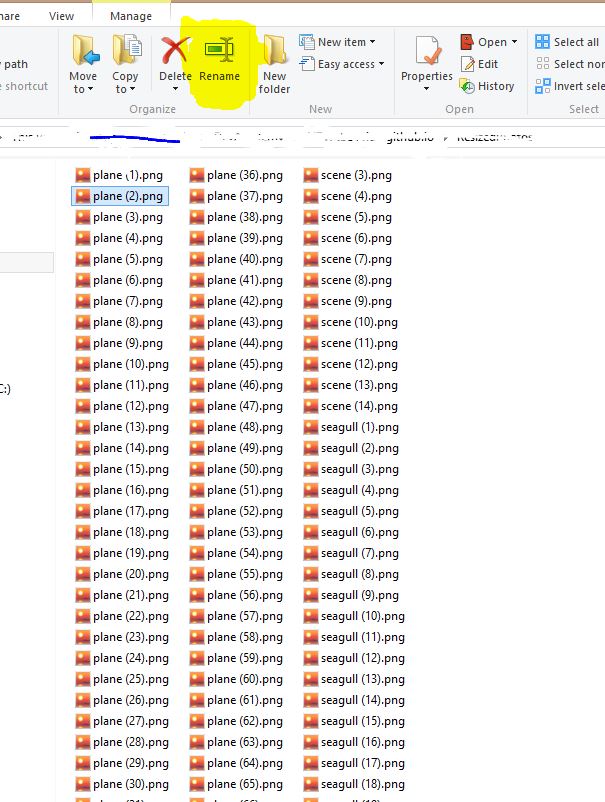 are
View
Manage
path
shortcut
Move to
Copy to
Delete
Rename
Organize
New folder
New item
Easy access
New
Properties
Open
Edit
History
Open
Select all
Select
Invert
Select
C:)
plane (1).png
plane (2).png
plane (3).png
plane (4).png
plane (5).png
plane (6).png
plane (7).png
plane (8).png
plane (9).png
plane (10).png
plane (11).png
plane (12).png
plane (13).png
plane (14).png
plane (15).png
plane (16).png
plane (17).png
plane (18).png
plane (19).png
plane (20).png
plane (21).png
plane (22).png
plane (23).png
plane (24).png
plane (25).png
plane (26).png
plane (27).png
plane (28).png
plane (29).png
plane (30).png
plane (36).png
plane (37).png
plane (38).png
plane (39).png
plane (40).png
plane (41).png
plane (42).png
plane (43).png
plane (44).png
plane (45).png
plane (46).png
plane (47).png
plane (48).png
plane (49).png
plane (50).png
plane (51).png
plane (52).png
plane (53).png
plane (54).png
plane (55).png
plane (56).png
plane (57).png
plane (58).png
plane (59).png
plane (60).png
plane (61).png
plane (62).png
plane (63).png
plane (64).png
plane (65).png
scene (3).png
scene (4).png
scene (5).png
scene (6).png
scene (7).png
scene (8).png
scene (9).png
scene (10).png
scene (11).png
scene (12).png
scene (13).png
scene (14).png
seagull (1).png
seagull (2).png
seagull (3).png
seagull (4).png
seagull (5).png
seagull (6).png
seagull (7).png
seagull (8).png
seagull (9).png
seagull (10).png
seagull (11).png
seagull (12).png
seagull (13).png
seagull (14).png
seagull (15).png
seagull (16).png
seagull (17).png
seagull (18).png